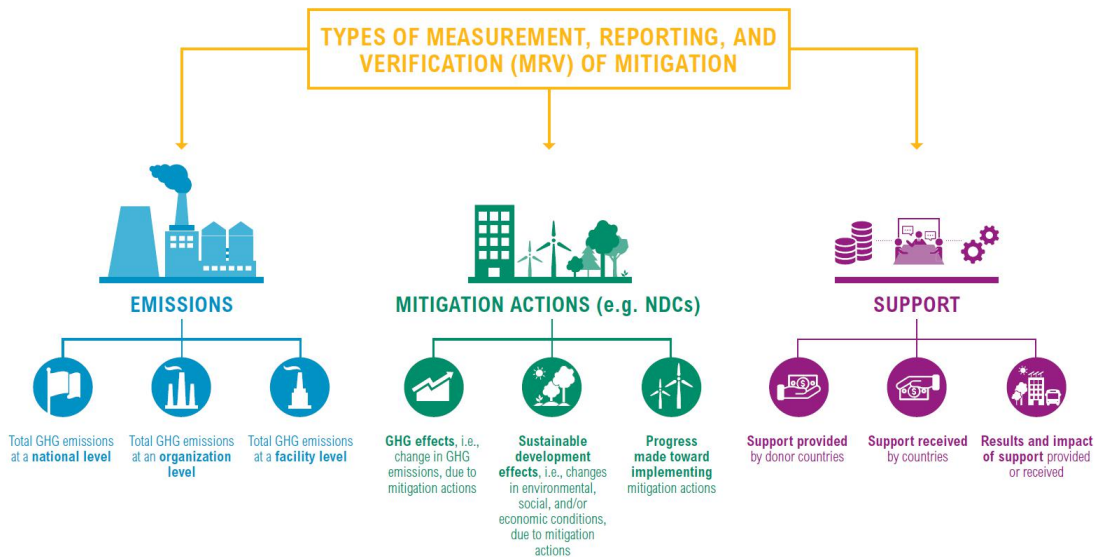 TYPES OF MEASUREMENT, REPORTING, AND
VERIFICATION (MRV) OF MITIGATION
EMISSIONS
Total GHG emissions
at a national level
Total GHG emissions
at an organization
level
Total GHG emissions
at a facility level
MITIGATION ACTIONS (e.g. NDCs)
GHG effects, i.e.,
change in GHG
emissions, due to
mitigation actions
Sustainable
development
effects, i.e., changes
in environmental,
social, and/or
economic conditions,
due to mitigation
actions
Progress
made toward
implementing
mitigation actions
SUPPORT
$
Support provided
by donor countries
$
Support received
by countries
Results and impact
of support provided
or received